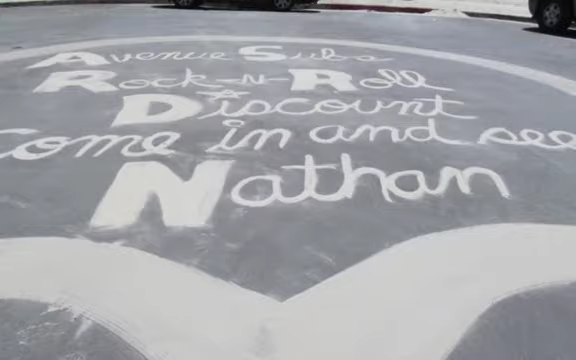 Avenue Subs
Rock-n-Roll
Discount
Come in and see
Nathan